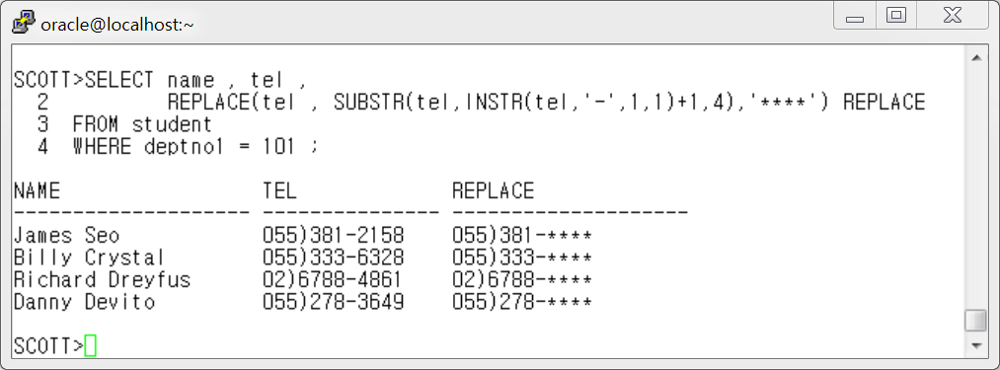 oracle@localhost:~
SCOTT>SELECT name , tel ,
  2          REPLACE(tel , SUBSTR(tel,INSTR(tel,'-',1,1)+1,4),'****') REPLACE
  3  FROM student
  4  WHERE deptno1 = 101 ;
NAME                 TEL             REPLACE
-------------------- --------------- --------------------
James Seo            055)381-2158    055)381-****
Billy Crystal        055)333-6328    055)333-****
Richard Dreyfus      02)6788-4861    02)6788-****
Danny Devito         055)278-3649    055)278-****
SCOTT>